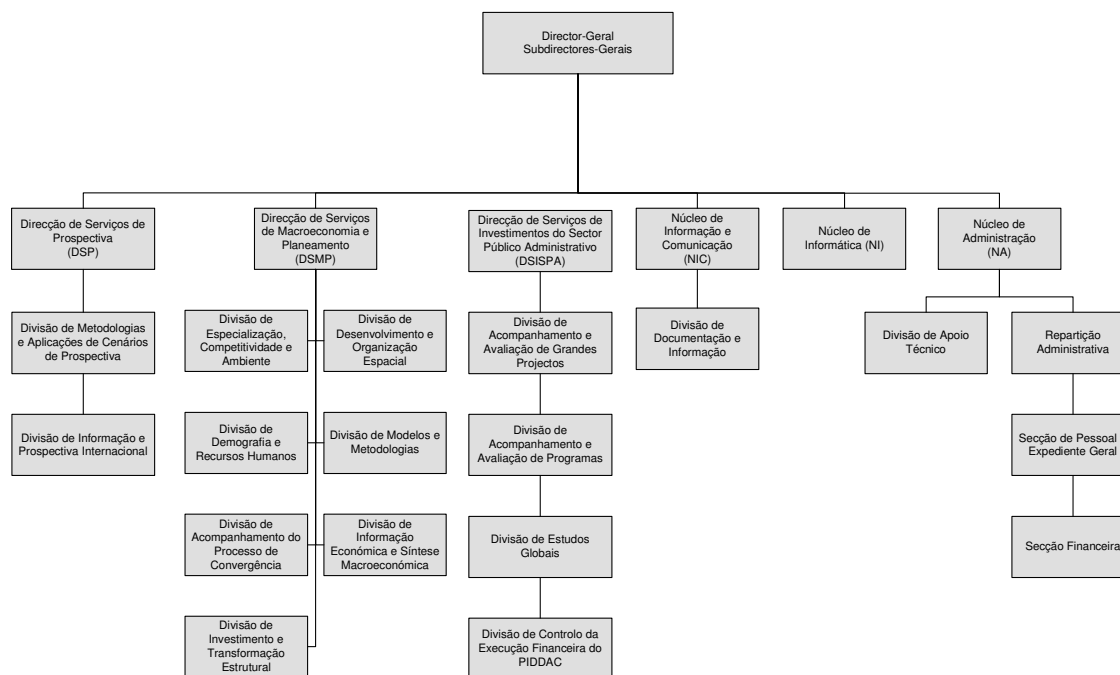 Director-Geral
Subdirectores-Gerais
Direcção de Serviços de
Prospectiva
(DSP)
Direcção de Serviços
de Macroeconomia e
Planeamento
(DSMP)
Direcção de Serviços de
Investimentos do Sector
Público Administrativo
(DSISPA)
Núcleo de
Informação e
Comunicação
(NIC)
Núcleo de
Informática (NI)
Núcleo de
Administração
(NA)
Divisão de Metodologias
e Aplicações de Cenários
de Prospectiva
Divisão de
Especialização,
Competitividade e
Ambiente
Divisão de
Desenvolvimento e
Organização
Espacial
Divisão de
Acompanhamento e
Avaliação de Grandes
Projectos
Divisão de
Documentação e
Informação
Divisão de Apoio
Técnico
Repartição
Administrativa
Divisão de Informação e
Prospectiva Internacional
Divisão de
Demografia e
Recursos Humanos
Divisão de Modelos e
Metodologias
Divisão de
Acompanhamento e
Avaliação de Programas
Secção de Pessoal e
Expediente Geral
Divisão de
Acompanhamento do
Processo de
Convergência
Divisão de
Informação
Económica e Síntese
Macroeconómica
Divisão de Estudos
Globais
Secção Financeira
Divisão de
Investimento e
Transformação
Estrutural
Divisão de Controlo da
Execução Financeira do
PIDDAC